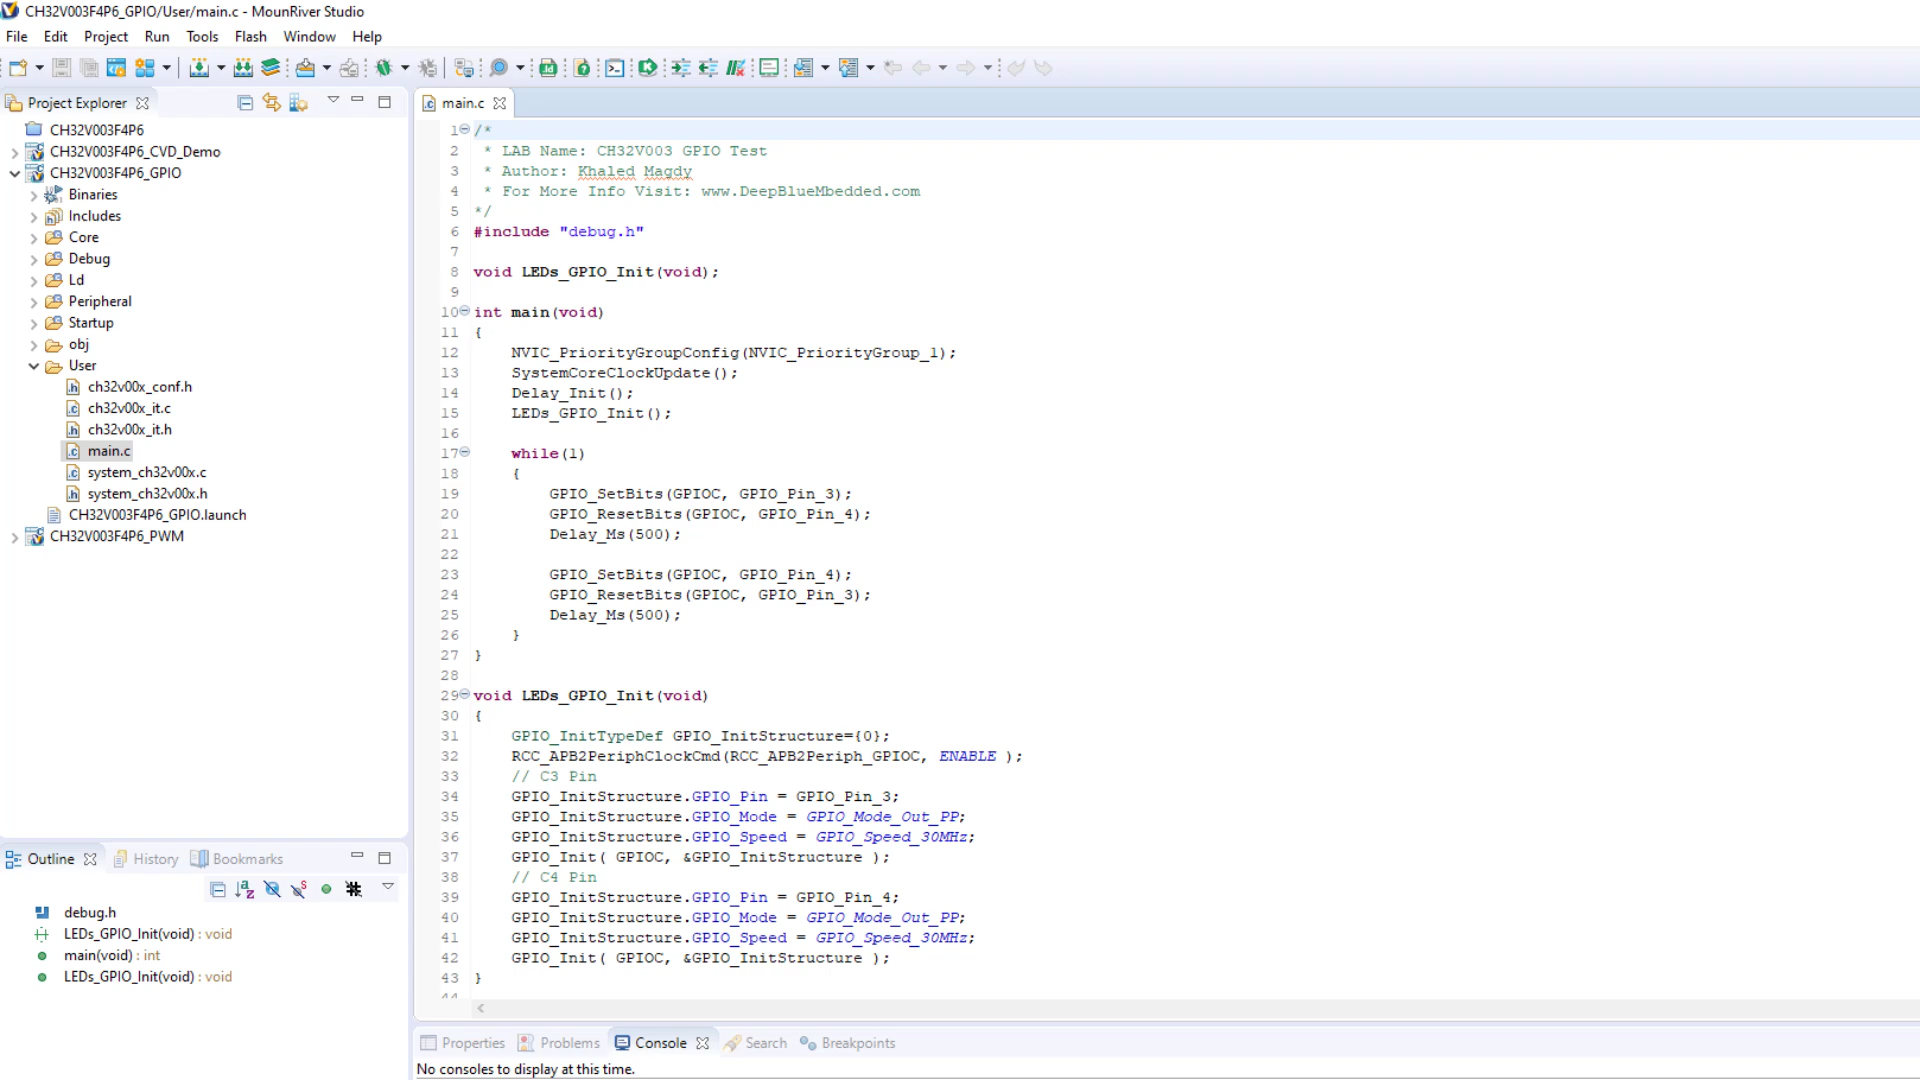 CH32V003F4P6_GPIO/User/main.c - MounRiver Studio
File Edit Project Run Tools Flash Window Help
Project Explorer
CH32V003F4P6
CH32V003F4P6_CVD_Demo
CH32V003F4P6_GPIO
Binaries
Includes
Core
Debug
Ld
Peripheral
Startup
obj
User
ch32v00x_conf.h
ch32v00x_it.c
ch32v00x_it.h
main.c
system_ch32v00x.c
system_ch32v00x.h
CH32V003F4P6_GPIO.launch
CH32V003F4P6_PWM
Outline History Bookmarks
debug.h
LEDs_GPIO_Init(void) : void
main(void) : int
LEDs_GPIO_Init(void) : void
main.c
1 /*
2 * LAB Name: CH32V003 GPIO Test
3 * Author: Khaled Magdy
4 * For More Info Visit: www.DeepBlueMbedded.com
5 */
6 #include "debug.h"
7
8 void LEDs_GPIO_Init(void);
9
10 int main(void)
11 {
12 NVIC_PriorityGroupConfig(NVIC_PriorityGroup_1);
13 SystemCoreClockUpdate();
14 Delay_Init();
15 LEDs_GPIO_Init();
16
17 while(1)
18 {
19 GPIO_SetBits(GPIOC, GPIO_Pin_3);
20 GPIO_ResetBits(GPIOC, GPIO_Pin_4);
21 Delay_Ms(500);
22
23 GPIO_SetBits(GPIOC, GPIO_Pin_4);
24 GPIO_ResetBits(GPIOC, GPIO_Pin_3);
25 Delay_Ms(500);
26 }
27 }
28
29 void LEDs_GPIO_Init(void)
30 {
31 GPIO_InitTypeDef GPIO_InitStructure={0};
32 RCC_APB2PeriphClockCmd(RCC_APB2Periph_GPIOC, ENABLE );
33 // C3 Pin
34 GPIO_InitStructure.GPIO_Pin = GPIO_Pin_3;
35 GPIO_InitStructure.GPIO_Mode = GPIO_Mode_Out_PP;
36 GPIO_InitStructure.GPIO_Speed = GPIO_Speed_30MHz;
37 GPIO_Init( GPIOC, &GPIO_InitStructure );
38 // C4 Pin
39 GPIO_InitStructure.GPIO_Pin = GPIO_Pin_4;
40 GPIO_InitStructure.GPIO_Mode = GPIO_Mode_Out_PP;
41 GPIO_InitStructure.GPIO_Speed = GPIO_Speed_30MHz;
42 GPIO_Init( GPIOC, &GPIO_InitStructure );
43 }
44
Properties Problems Console Search Breakpoints
No consoles to display at this time.